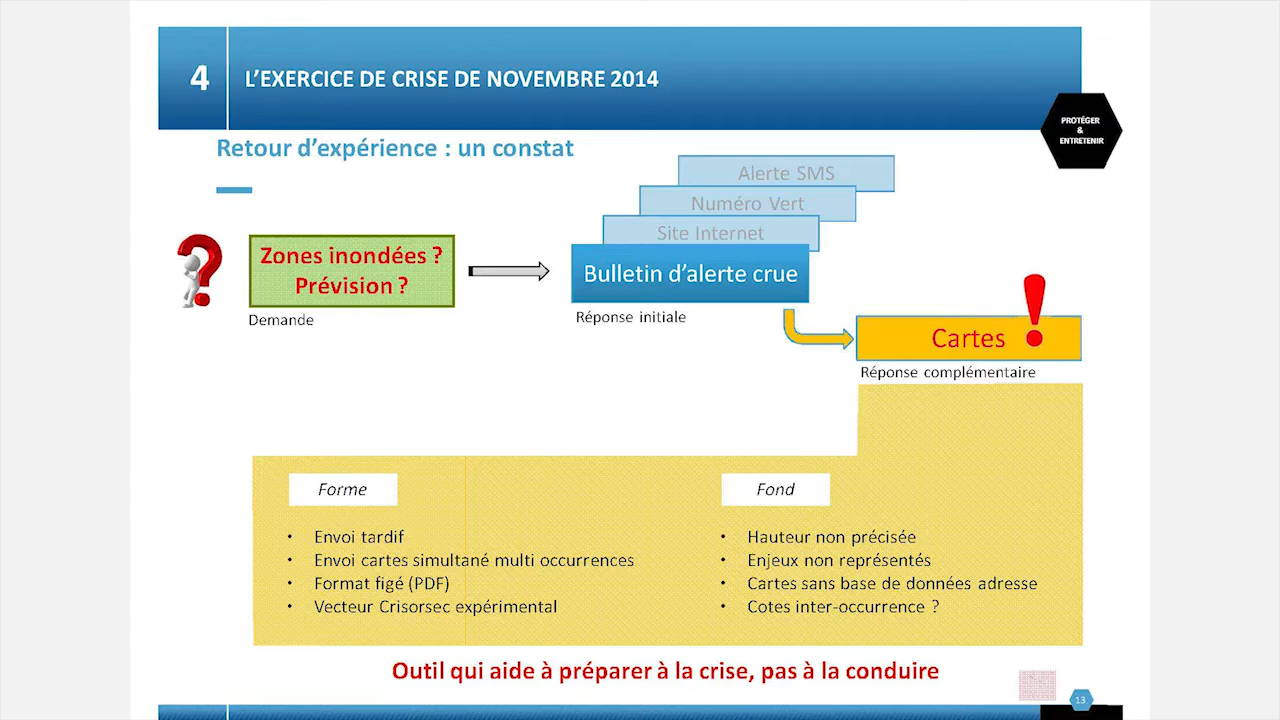 4
L'EXERCICE DE CRISE DE NOVEMBRE 2014
PROTÉGER
&
ENTRETENIR
Retour d'expérience : un constat
Alerte SMS
Numéro Vert
Site Internet
Bulletin d'alerte crue
Réponse initiale
Zones inondées ?
Prévision ?
Demande
Cartes
Réponse complémentaire
Forme
• Envoi tardif
• Envoi cartes simultané multi occurrences
• Format figé (PDF)
• Vecteur Crisorsec expérimental
Fond
• Hauteur non précisée
• Enjeux non représentés
• Cartes sans base de données adresse
• Cotes inter-occurrence ?
Outil qui aide à préparer à la crise, pas à la conduire
13